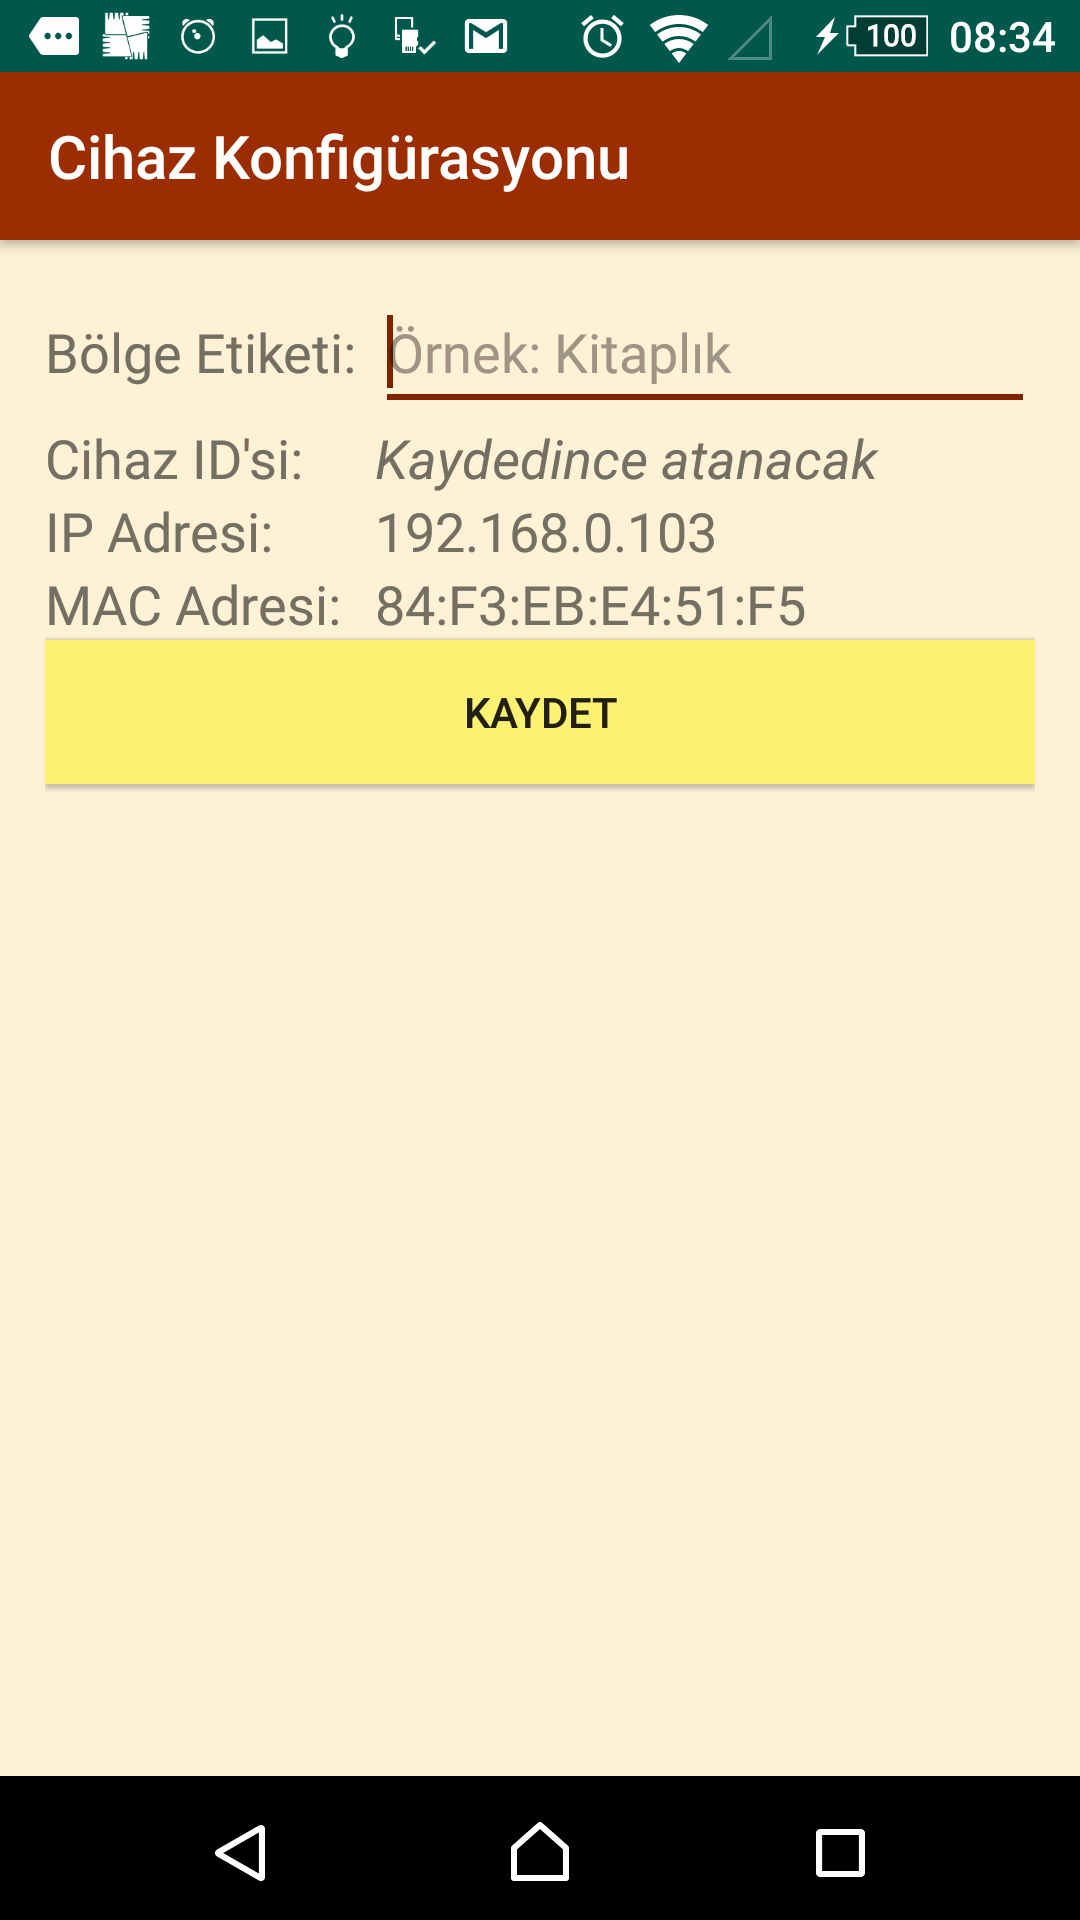 100 08:34
Cihaz Konfigürasyonu
Bölge Etiketi: Örnek: Kitaplık
Cihaz ID'si: Kaydedince atanacak
IP Adresi: 192.168.0.103
MAC Adresi: 84:F3:EB:E4:51:F5
KAYDET